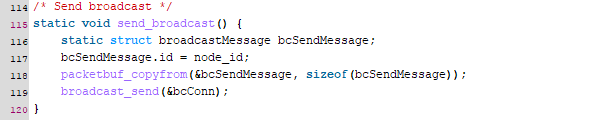 114 /* Send broadcast */
115 static void send_broadcast() {
116     static struct broadcastMessage bcSendMessage;
117     bcSendMessage.id = node_id;
118     packetbuf_copyfrom(&bcSendMessage, sizeof(bcSendMessage));
119     broadcast_send(&bcConn);
120 }